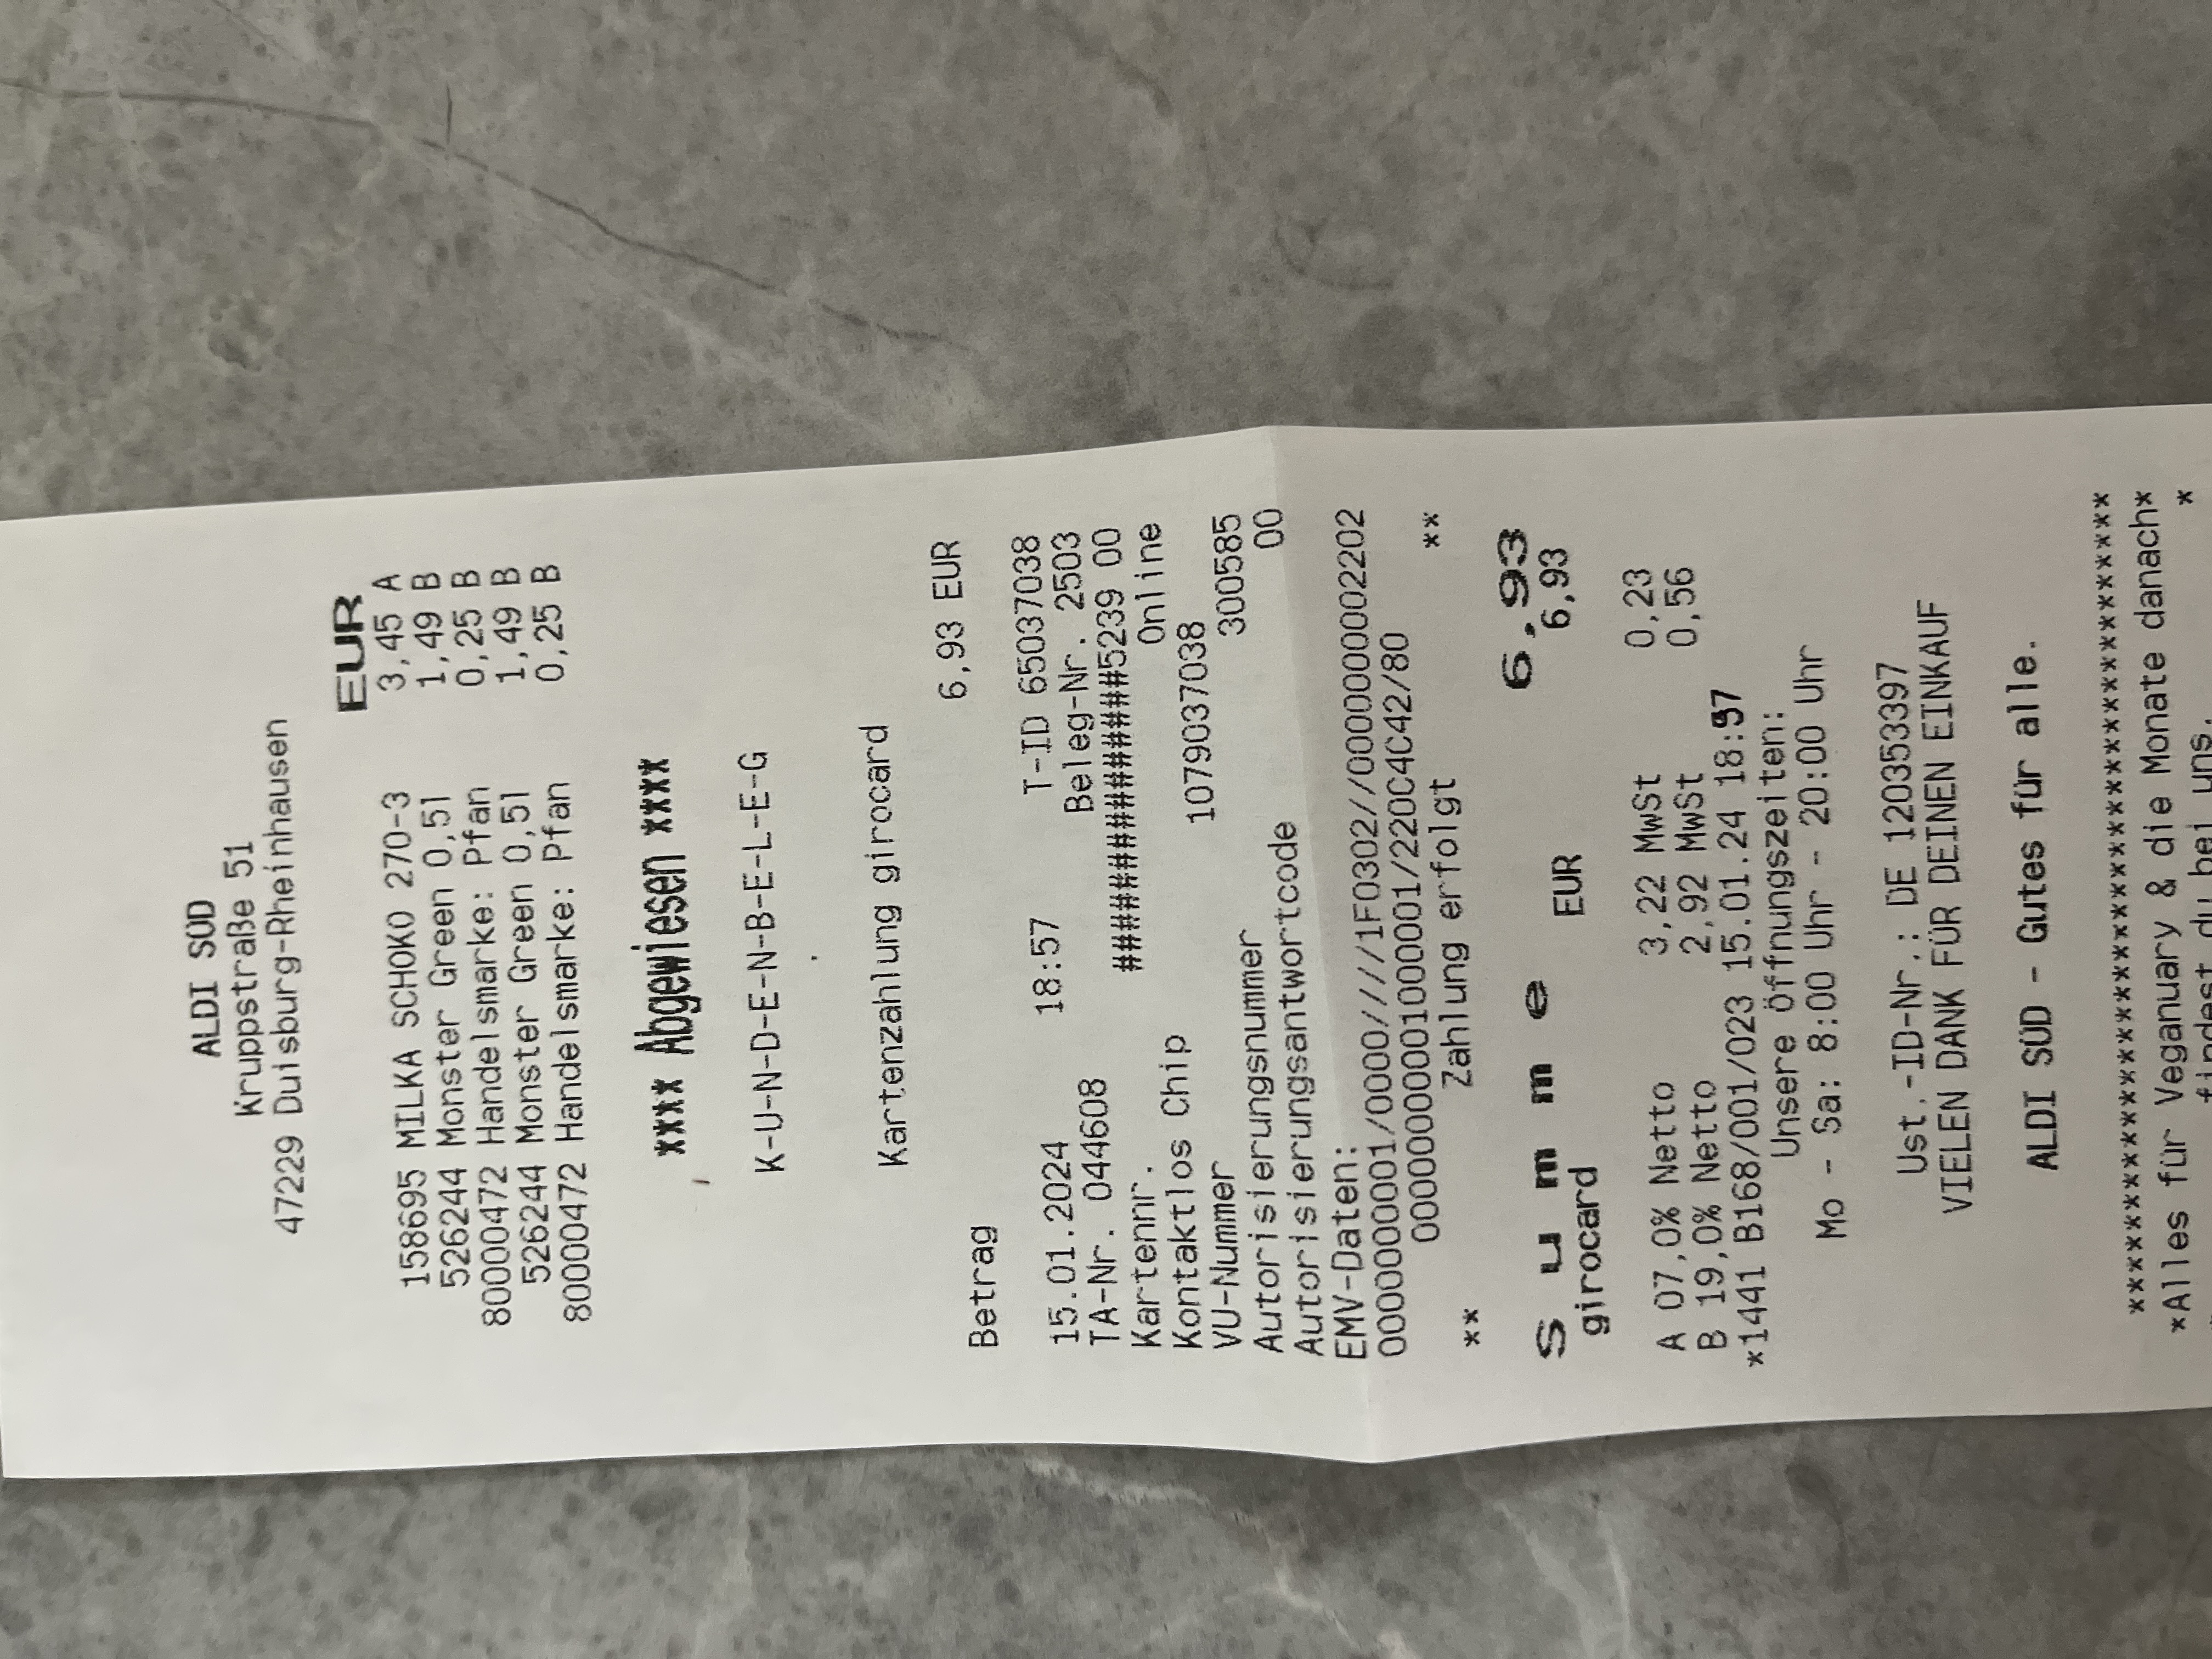 ALDI SÜD
Kruppstraße 51
47229 Duisburg-Rheinhausen
EUR
158695 MILKA SCHOKO 270-3 3,45 A
526244 Monster Green 0,5l 1,49 B
80000472 Handelsmarke: Pfan 0,25 B
526244 Monster Green 0,5l 1,49 B
80000472 Handelsmarke: Pfan 0,25 B
**** Abgewiesen ****
K-U-N-D-E-N-B-E-L-E-G
.
Kartenzahlung girocard
Betrag 6,93 EUR
15.01.2024 18:57 T-ID 65037038
TA-Nr. 044608 Beleg-Nr. 2503
Kartennr. ###############5239 00
Kontaktlos Chip Online
VU-Nummer 1079037038
Autorisierungsnummer 300585
Autorisierungsantwortcode 00
EMV-Daten:
0000000001/0000////1F0302//0000000002202
00000000001000001/220C4C42/80
** Zahlung erfolgt **
Summe 6,93
girocard EUR 6,93
A 07,0% Netto 3,22 MwSt 0,23
B 19,0% Netto 2,92 MwSt 0,56
*1441 B168/001/023 15.01.24 18:57
Unsere Öffnungszeiten:
Mo - Sa: 8:00 Uhr - 20:00 Uhr
Ust.-ID-Nr.: DE 120353397
VIELEN DANK FÜR DEINEN EINKAUF
ALDI SÜD - Gutes für alle.
****************************************
*Alles für Veganuary & die Monate danach*
findest du bei uns. *